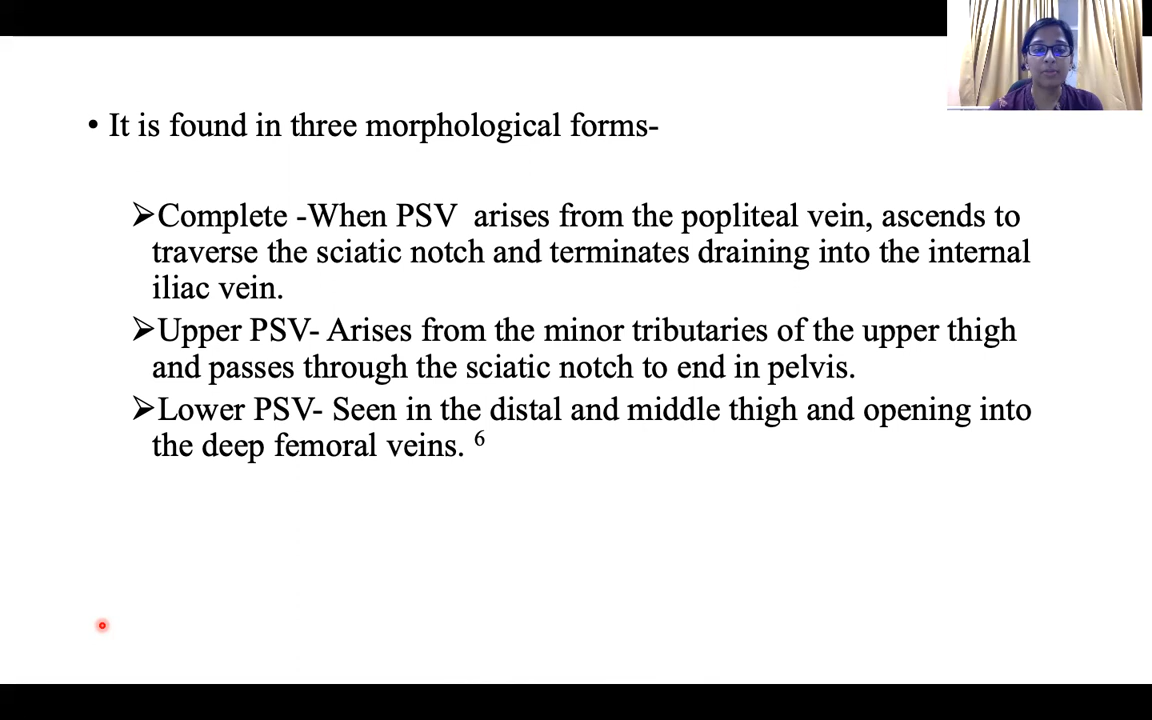 • It is found in three morphological forms-
➢Complete -When PSV arises from the popliteal vein, ascends to
traverse the sciatic notch and terminates draining into the internal
iliac vein.
➢Upper PSV- Arises from the minor tributaries of the upper thigh
and passes through the sciatic notch to end in pelvis.
➢Lower PSV- Seen in the distal and middle thigh and opening into
the deep femoral veins. 6